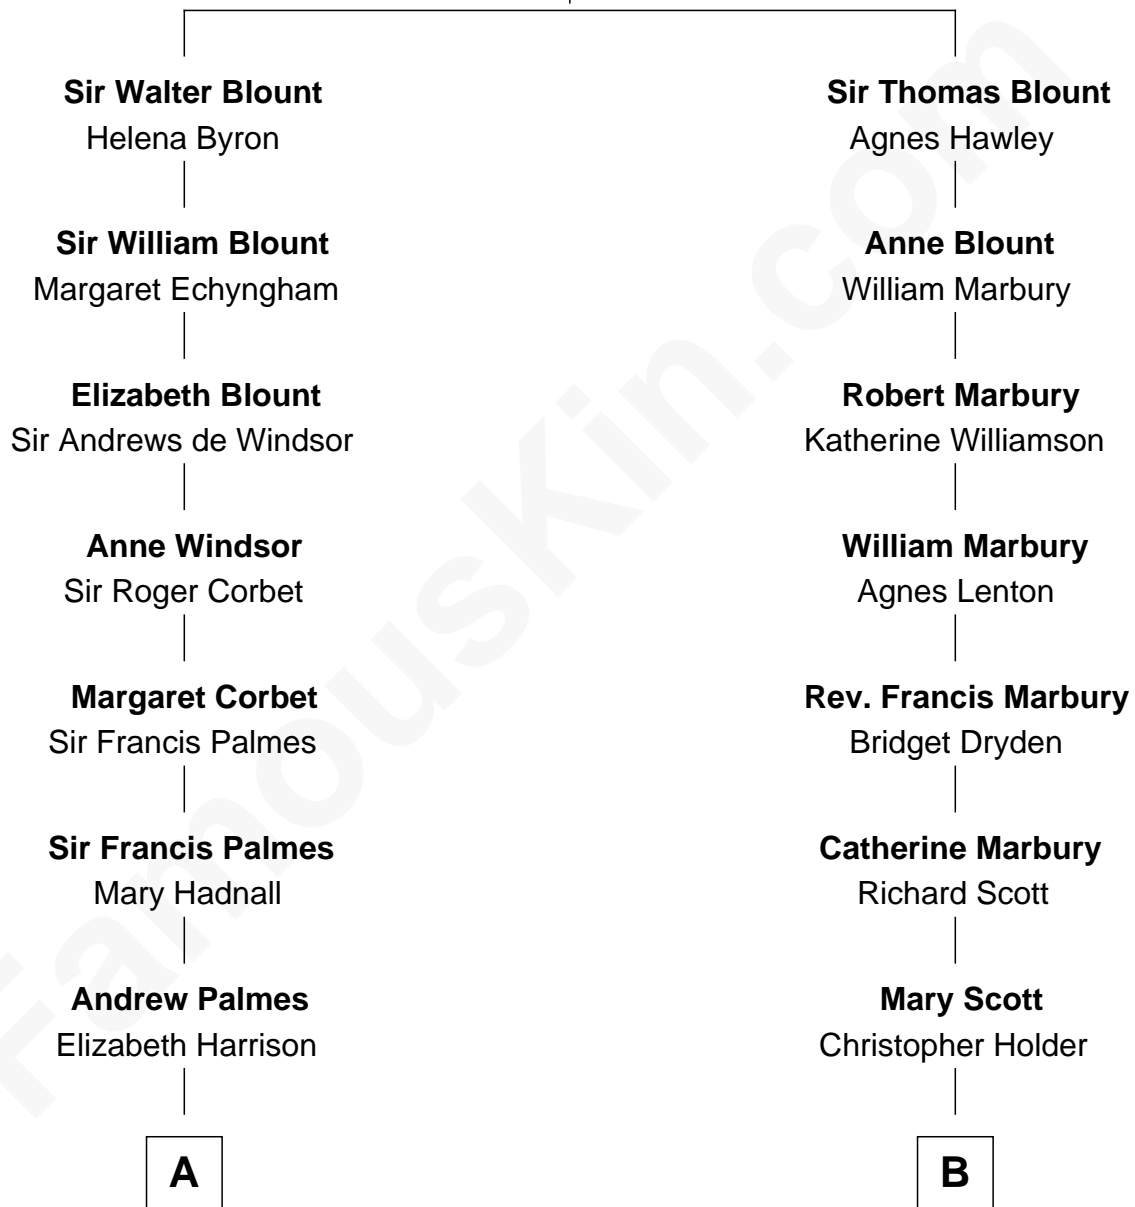 Sir Walter Blount
Helena Byron
Sir William Blount
Margaret Echyngham
Elizabeth Blount
Sir Andrews de Windsor
Anne Windsor
Sir Roger Corbet
Margaret Corbet
Sir Francis Palmes
Sir Francis Palmes
Mary Hadnall
Andrew Palmes
Elizabeth Harrison
A
Sir Thomas Blount
Agnes Hawley
Anne Blount
William Marbury
Robert Marbury
Katherine Williamson
William Marbury
Agnes Lenton
Rev. Francis Marbury
Bridget Dryden
Catherine Marbury
Richard Scott
Mary Scott
Christopher Holder
B
FamousKin.com